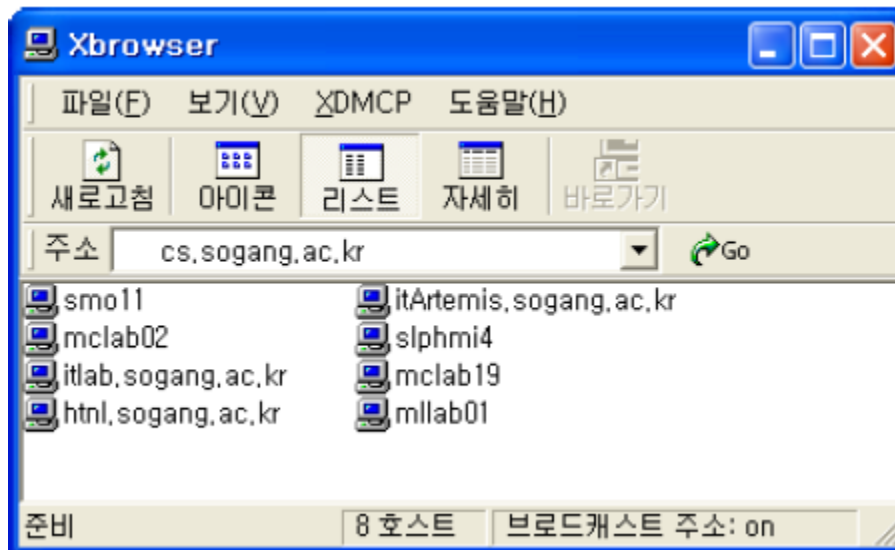 Xbrowser
파일(F) 보기(V) XDMCP 도움말(H)
새로고침 아이콘 리스트 자세히 바로가기
주소 cs.sogang.ac.kr Go
smo11 itArtemis.sogang.ac.kr
mclab02 slphmi4
itlab.sogang.ac.kr mclab19
htnl.sogang.ac.kr mllab01
준비 8 호스트 브로드캐스트 주소: on